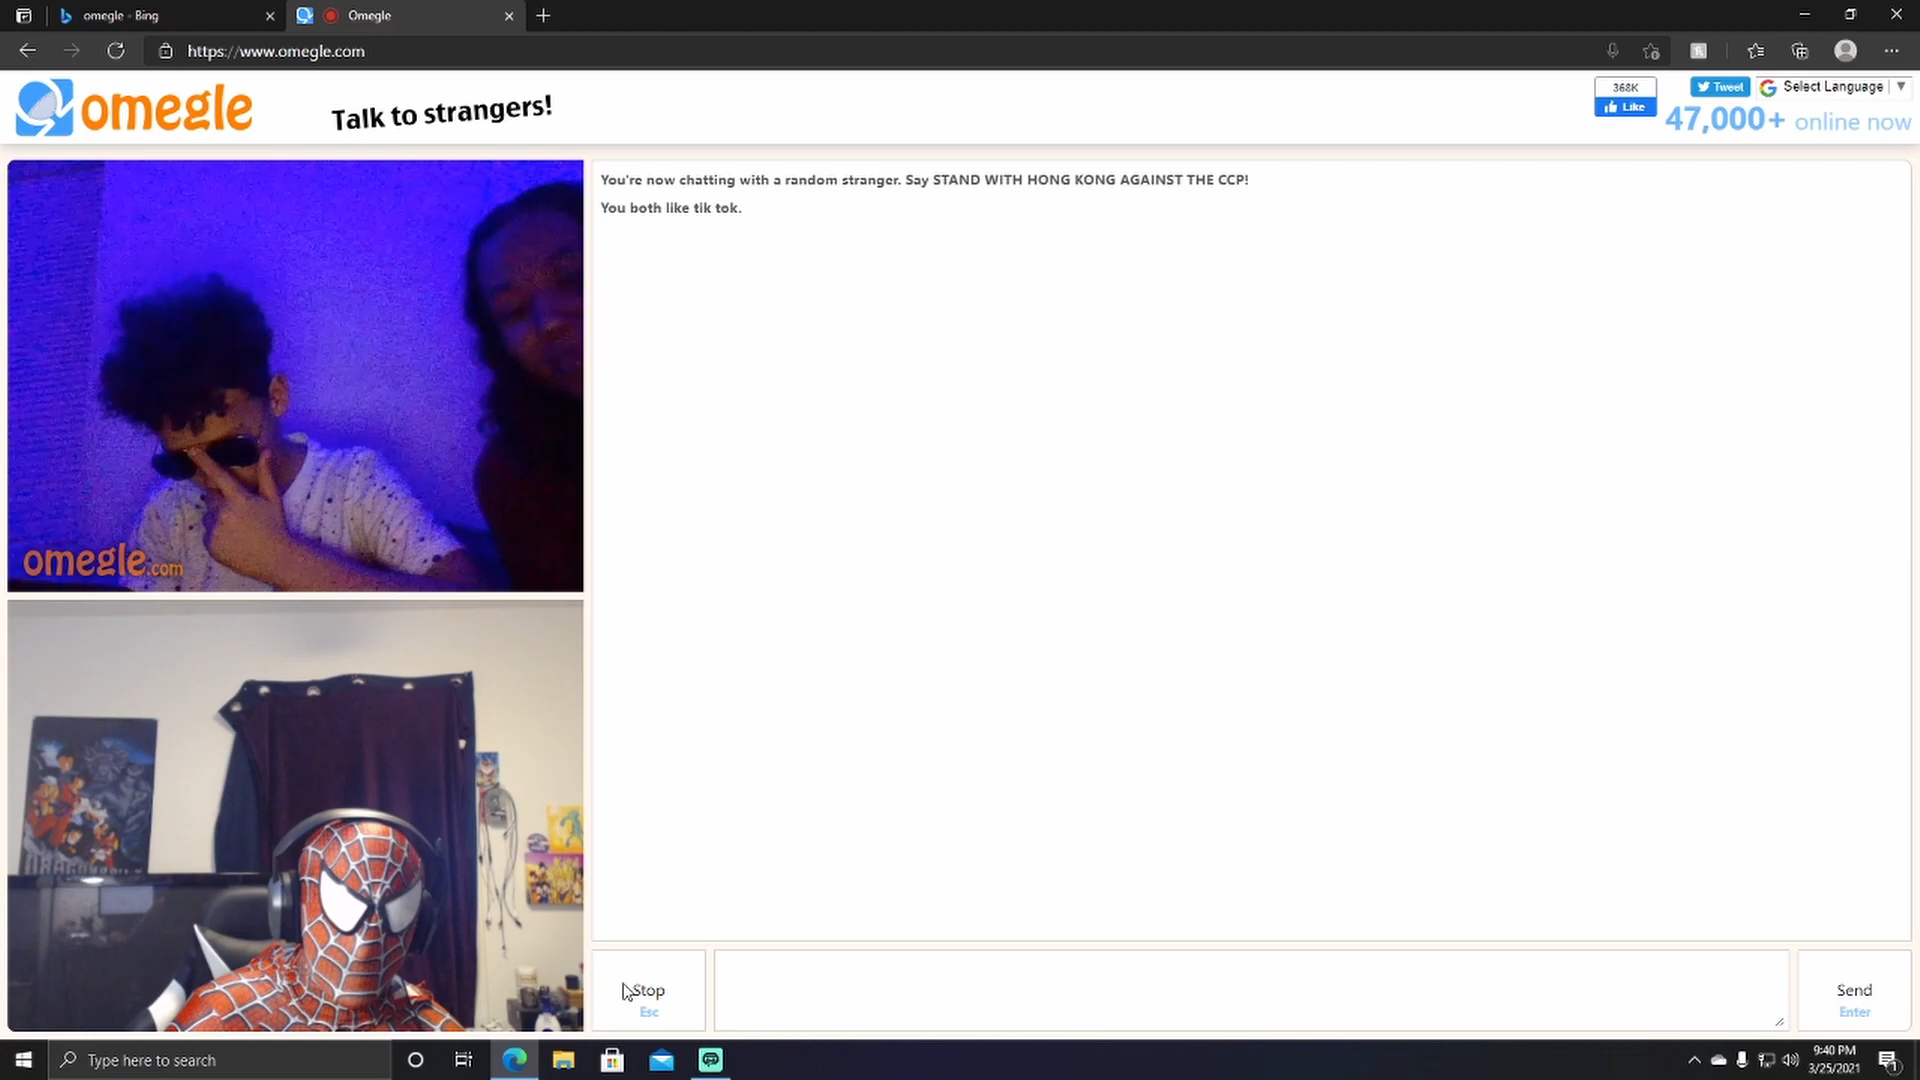 omegle - Bing
Omegle
https://www.omegle.com
omegle
Talk to strangers!
368K
Like
Tweet
Select Language
47,000+ online now
You're now chatting with a random stranger. Say STAND WITH HONG KONG AGAINST THE CCP!
You both like tik tok.
omegle.com
Stop
Esc
Send
Enter
Type here to search
9:40 PM
3/25/2021